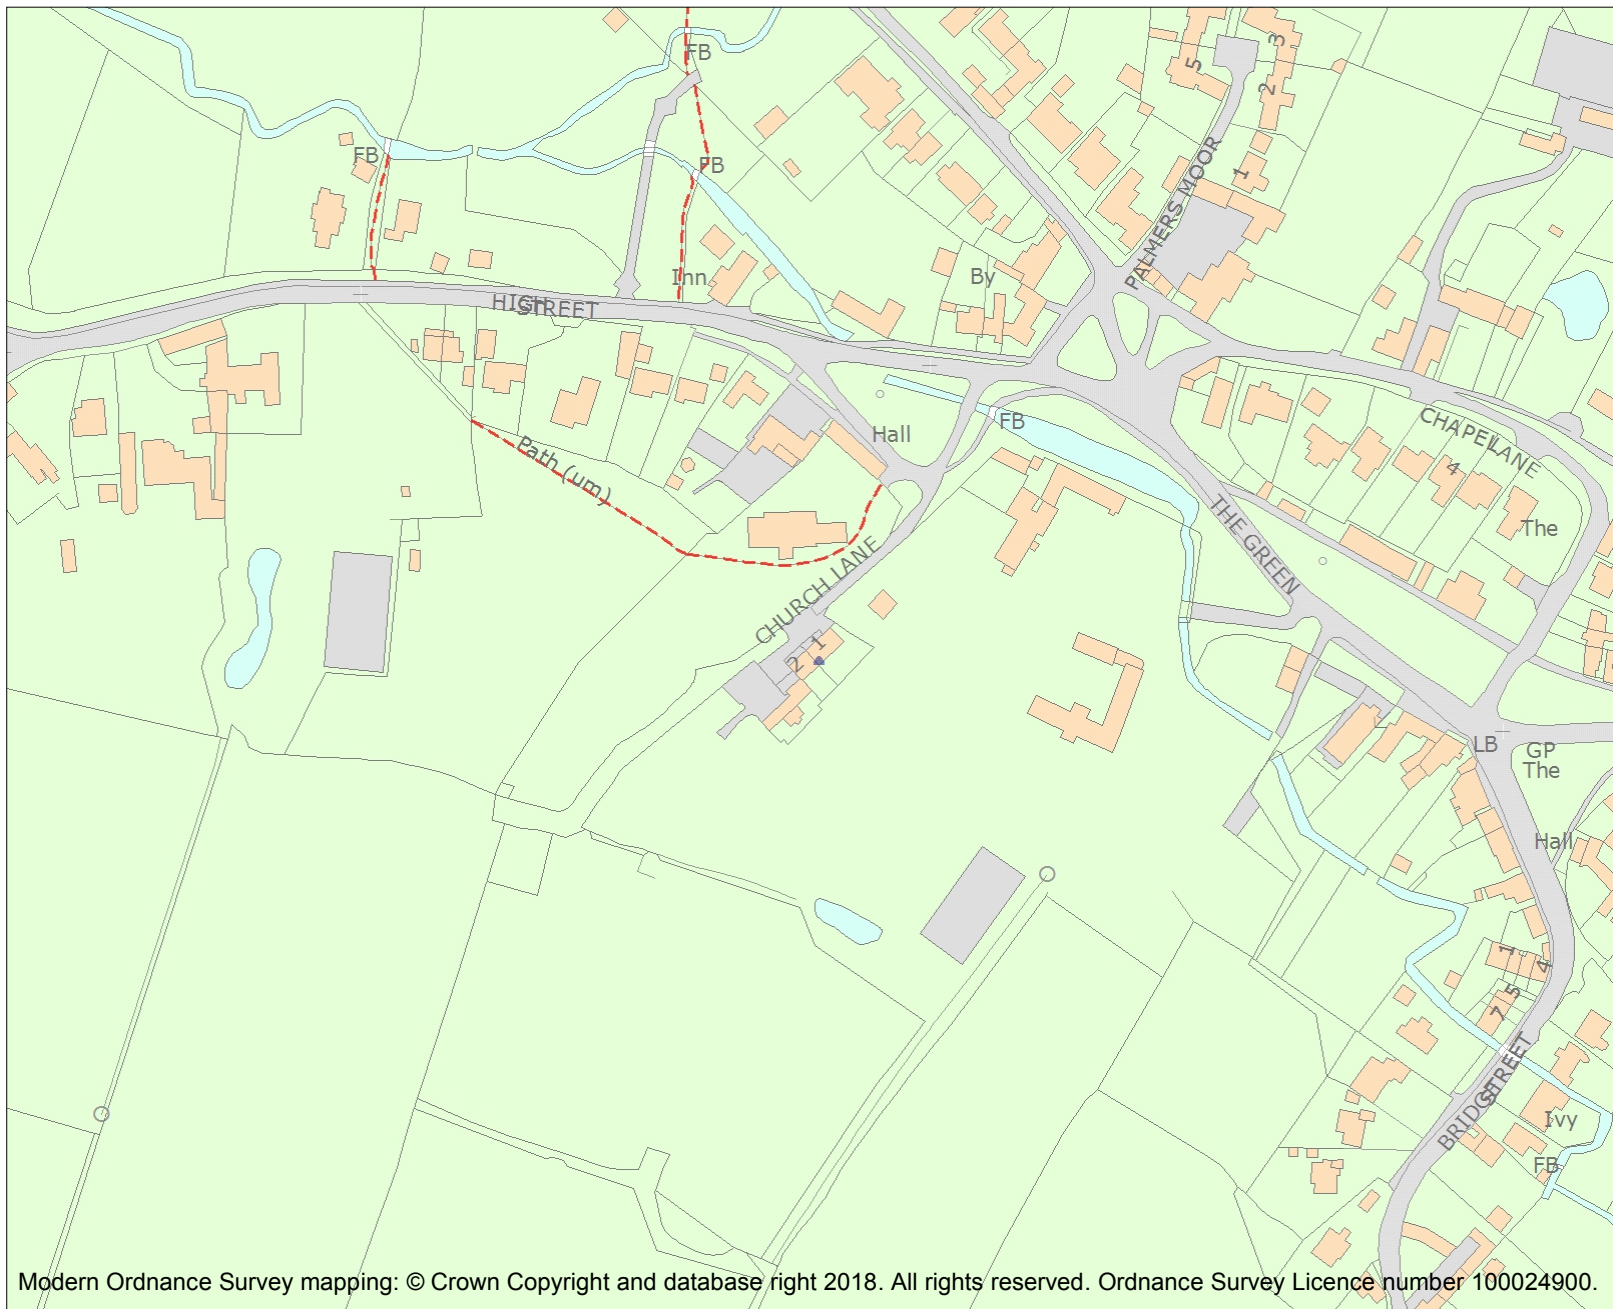 FB
3
5
2
FB
FB
1
PALMERS MOOR
Inn
By
HIGH STREET
FB
Hall
CHAPEL LANE
4
Path (um)
THE GREEN
The
CHURCH LANE
1
2
LB
GP
The
Hall
1
4
5
7
BRIDGE STREET
Ivy
FB
Modern Ordnance Survey mapping: © Crown Copyright and database right 2018. All rights reserved. Ordnance Survey Licence number 100024900.